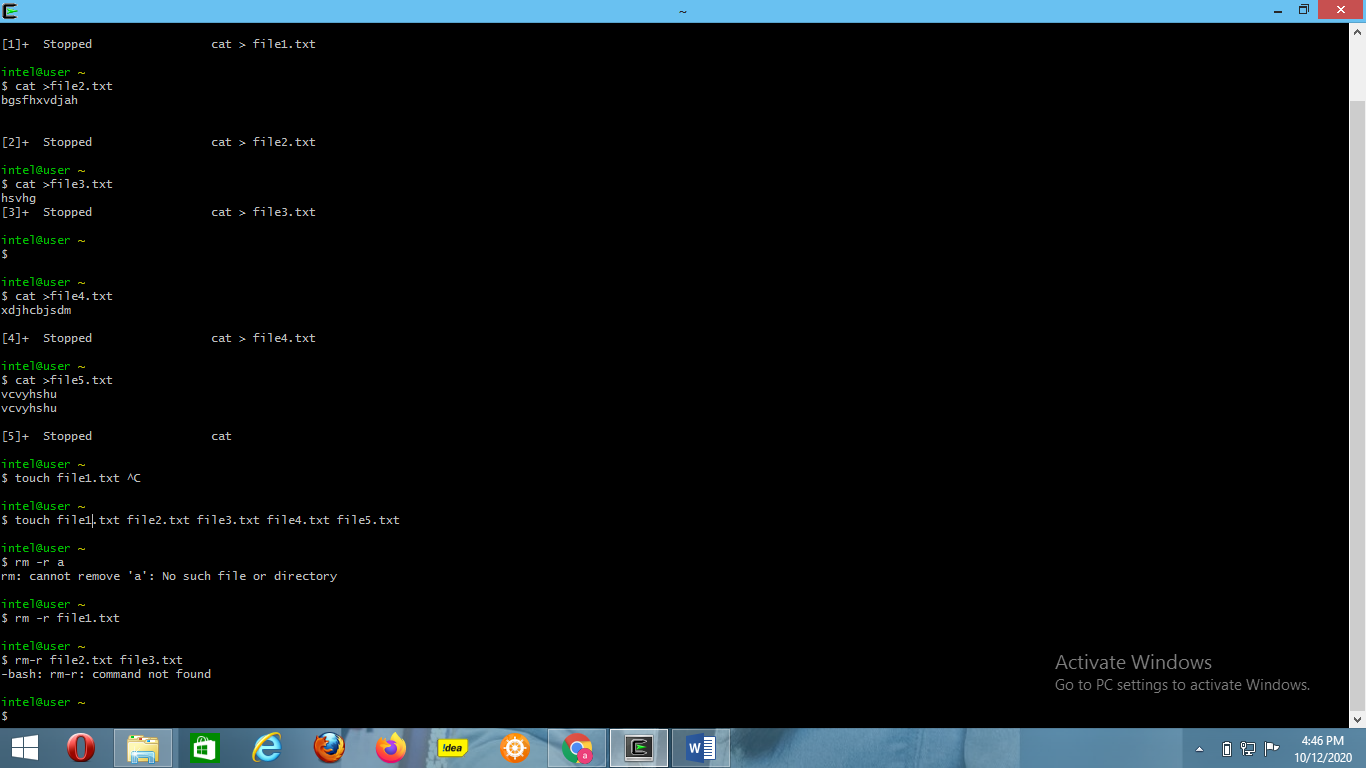 ~
[1]+  Stopped                 cat > file1.txt
intel@user ~
$ cat >file2.txt
bgsfhxvdjah
[2]+  Stopped                 cat > file2.txt
intel@user ~
$ cat >file3.txt
hsvhg
[3]+  Stopped                 cat > file3.txt
intel@user ~
$
intel@user ~
$ cat >file4.txt
xdjhcbjsdm
[4]+  Stopped                 cat > file4.txt
intel@user ~
$ cat >file5.txt
vcvyhshu
vcvyhshu
[5]+  Stopped                 cat
intel@user ~
$ touch file1.txt ^C
intel@user ~
$ touch file1.txt file2.txt file3.txt file4.txt file5.txt
intel@user ~
$ rm -r a
rm: cannot remove 'a': No such file or directory
intel@user ~
$ rm -r file1.txt
intel@user ~
$ rm-r file2.txt file3.txt
-bash: rm-r: command not found
intel@user ~
$
Activate Windows
Go to PC settings to activate Windows.
!dea
a
W
4:46 PM
10/12/2020